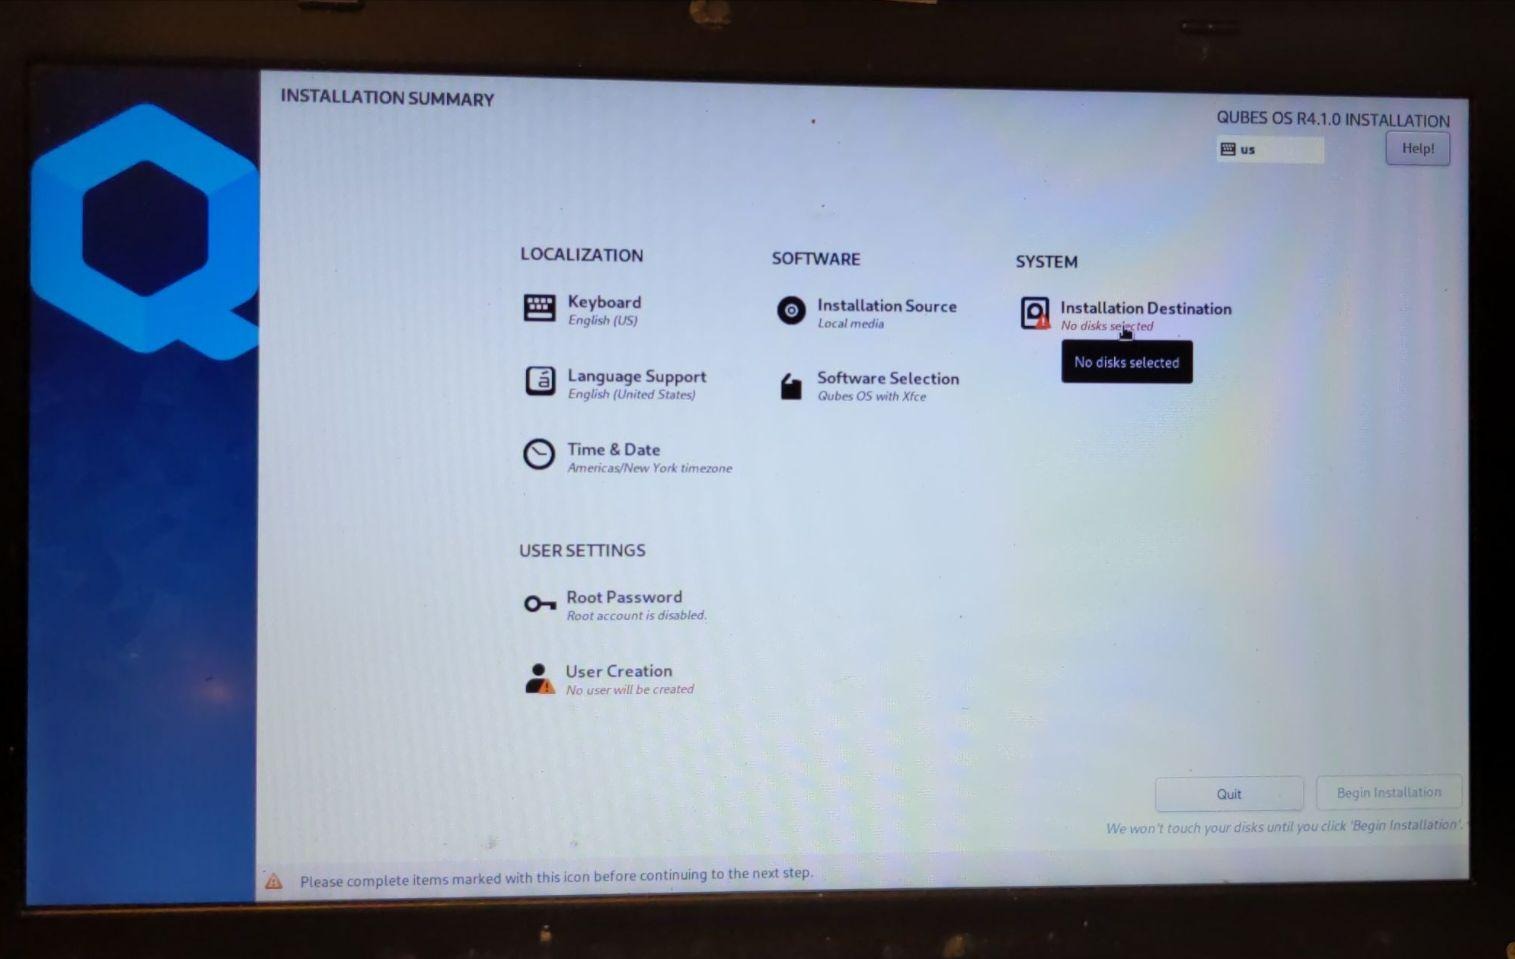 INSTALLATION SUMMARY
QUBES OS R4.1.0 INSTALLATION
us
Help!
LOCALIZATION
Keyboard
English (US)
Language Support
English (United States)
Time & Date
Americas/New York timezone
SOFTWARE
Installation Source
Local media
Software Selection
Qubes OS with Xfce
SYSTEM
Installation Destination
No disks selected
No disks selected
USER SETTINGS
Root Password
Root account is disabled.
User Creation
No user will be created
Quit
Begin Installation
We won't touch your disks until you click 'Begin Installation'.
Please complete items marked with this icon before continuing to the next step.